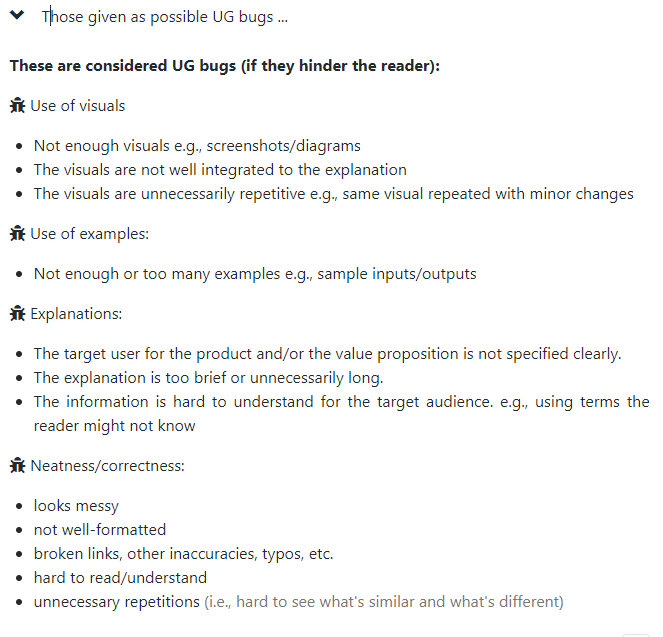 Those given as possible UG bugs ...
These are considered UG bugs (if they hinder the reader):
Use of visuals
Not enough visuals e.g., screenshots/diagrams
The visuals are not well integrated to the explanation
The visuals are unnecessarily repetitive e.g., same visual repeated with minor changes
Use of examples:
Not enough or too many examples e.g., sample inputs/outputs
Explanations:
The target user for the product and/or the value proposition is not specified clearly.
The explanation is too brief or unnecessarily long.
The information is hard to understand for the target audience. e.g., using terms the
reader might not know
Neatness/correctness:
looks messy
not well-formatted
broken links, other inaccuracies, typos, etc.
hard to read/understand
unnecessary repetitions (i.e., hard to see what's similar and what's different)